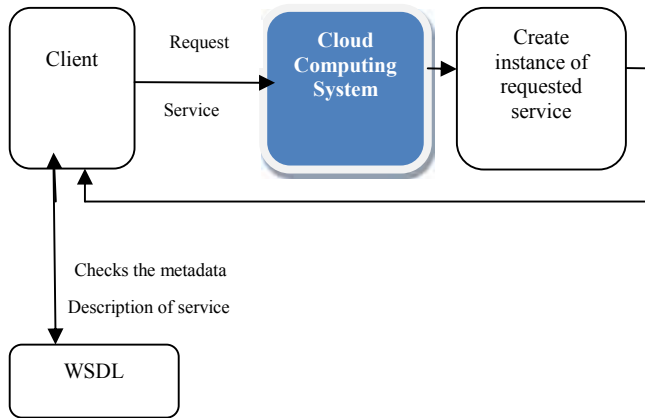 Client
Request
Service
Cloud
Computing
System
Create
instance of
requested
service
Checks the metadata
Description of service
WSDL